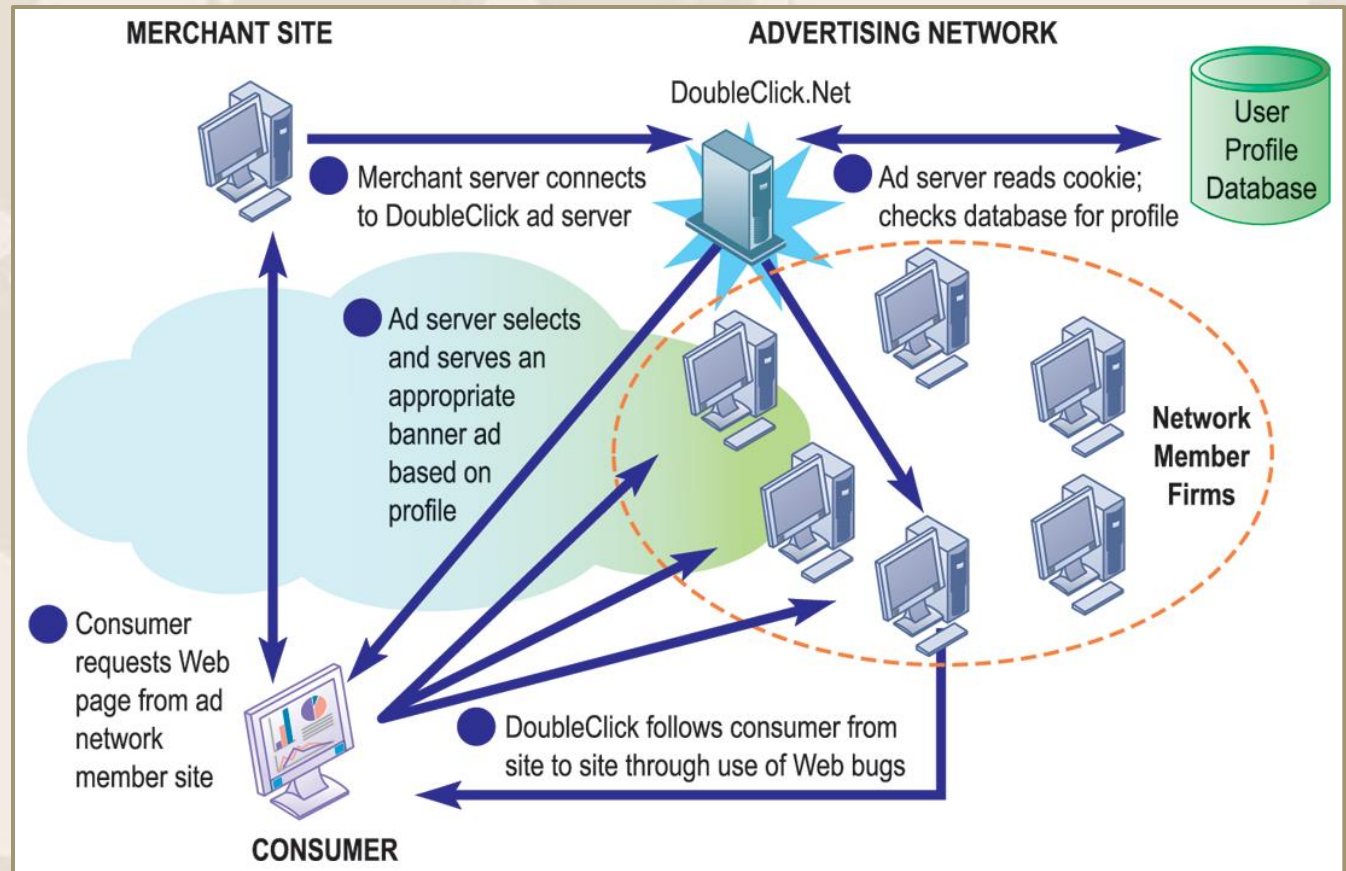 MERCHANT SITE
ADVERTISING NETWORK
DoubleClick.Net
User
Profile
Database
Merchant server connects
to DoubleClick ad server
Ad server reads cookie;
checks database for profile
Ad server selects
and serves an
appropriate
banner ad
based on
profile
Network
Member
Firms
Consumer
requests Web
page from ad
network
member site
DoubleClick follows consumer from
site to site through use of Web bugs
CONSUMER